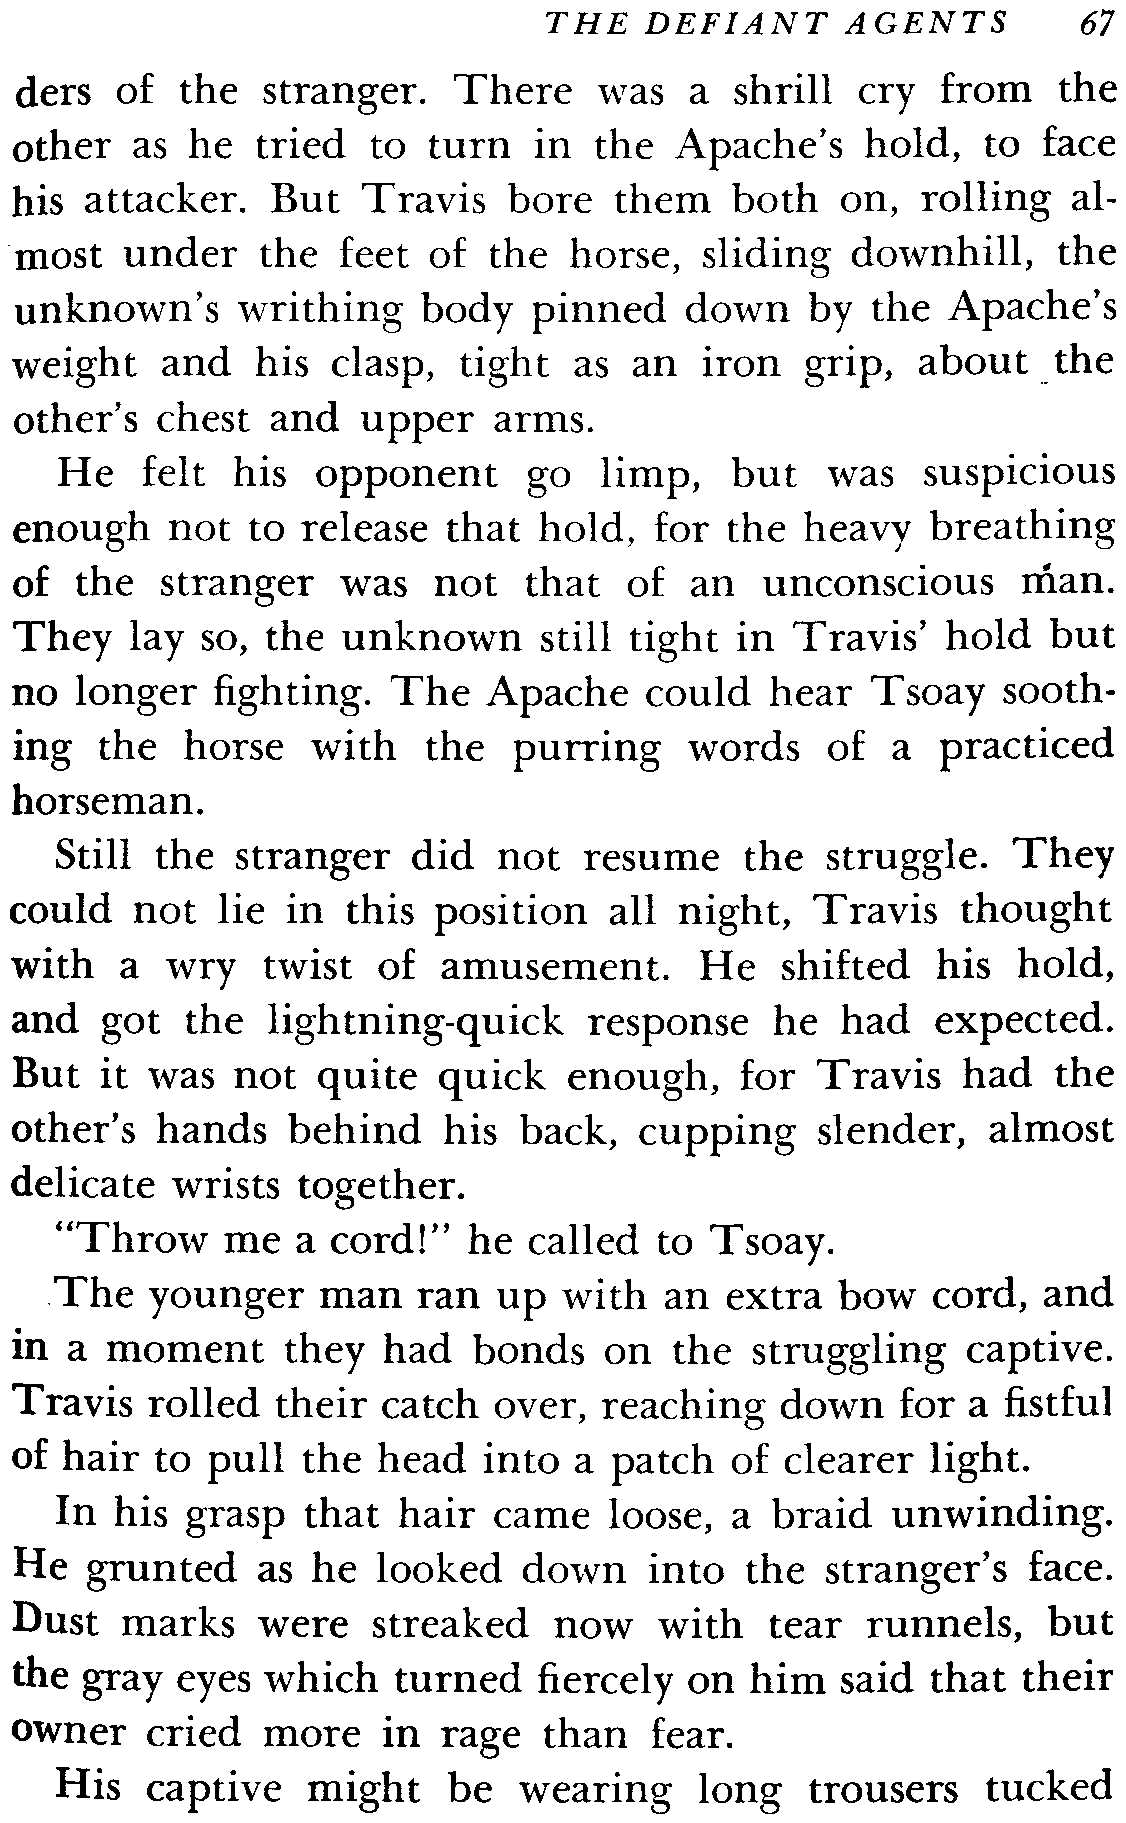 THE DEFIANT AGENTS 67
ders of the stranger. There was a shrill cry from the
other as he tried to turn in the Apache's hold, to face
his attacker. But Travis bore them both on, rolling al-
most under the feet of the horse, sliding downhill, the
unknown's writhing body pinned down by the Apache's
weight and his clasp, tight as an iron grip, about the
other's chest and upper arms.
He felt his opponent go limp, but was suspicious
enough not to release that hold, for the heavy breathing
of the stranger was not that of an unconscious man.
They lay so, the unknown still tight in Travis' hold but
no longer fighting. The Apache could hear Tsoay sooth-
ing the horse with the purring words of a practiced
horseman.
Still the stranger did not resume the struggle. They
could not lie in this position all night, Travis thought
with a wry twist of amusement. He shifted his hold,
and got the lightning-quick response he had expected.
But it was not quite quick enough, for Travis had the
other's hands behind his back, cupping slender, almost
delicate wrists together.
"Throw me a cord!" he called to Tsoay.
The younger man ran up with an extra bow cord, and
in a moment they had bonds on the struggling captive.
Travis rolled their catch over, reaching down for a fistful
of hair to pull the head into a patch of clearer light.
In his grasp that hair came loose, a braid unwinding.
He grunted as he looked down into the stranger's face.
Dust marks were streaked now with tear runnels, but
the gray eyes which turned fiercely on him said that their
owner cried more in rage than fear.
His captive might be wearing long trousers tucked